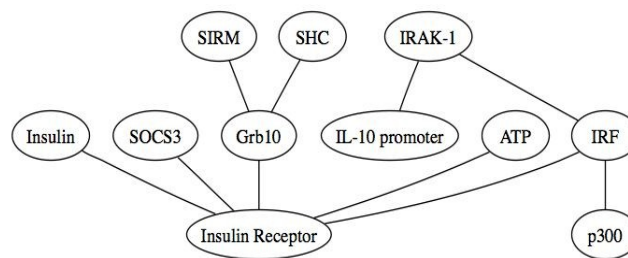 SIRM
SHC
IRAK-1
Insulin
SOCS3
Grb10
IL-10 promoter
ATP
IRF
Insulin Receptor
p300